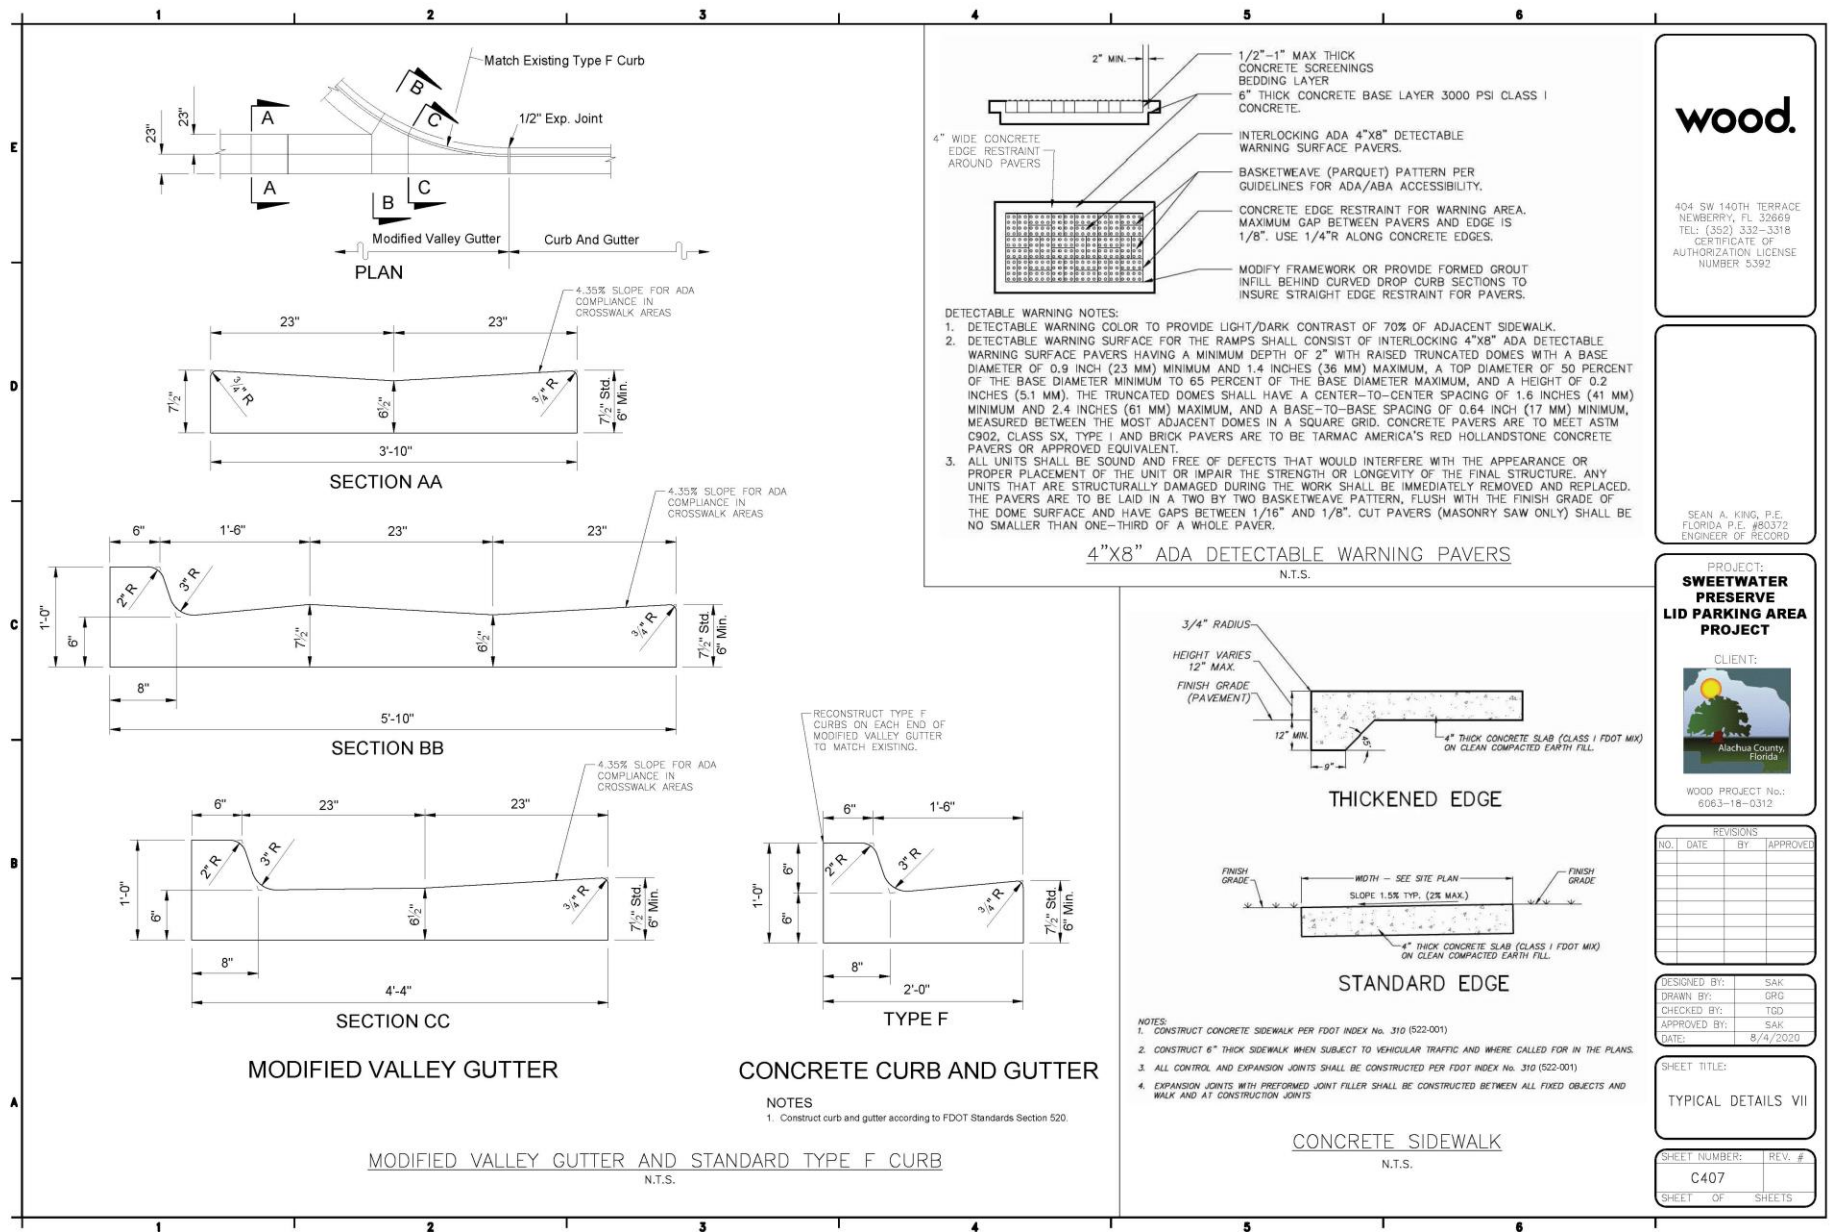 1 2 3 4 5 6
E
D
C
B
A
Match Existing Type F Curb
B
C
A
23"
23"
1/2" Exp. Joint
A
B
C
Modified Valley Gutter
Curb And Gutter
PLAN
4.35% SLOPE FOR ADA
COMPLIANCE IN
CROSSWALK AREAS
23" 23"
3/4" R
3/4" R
7½"
6½"
7½" Std.
6" Min.
3'-10"
SECTION AA
4.35% SLOPE FOR ADA
COMPLIANCE IN
CROSSWALK AREAS
6" 1'-6" 23" 23"
2" R
3" R
1'-0"
6"
7½"
6½"
3/4" R
7½" Std.
6" Min.
8"
5'-10"
SECTION BB
4.35% SLOPE FOR ADA
COMPLIANCE IN
CROSSWALK AREAS
6" 23" 23"
2" R
3" R
1'-0"
6"
6½"
3/4" R
7½" Std.
6" Min.
8"
4'-4"
SECTION CC
MODIFIED VALLEY GUTTER
RECONSTRUCT TYPE F
CURBS ON EACH END OF
MODIFIED VALLEY GUTTER
TO MATCH EXISTING.
6" 1'-6"
2" R
3" R
1'-0"
6"
6"
3/4" R
7½" Std.
6" Min.
8"
2'-0"
TYPE F
CONCRETE CURB AND GUTTER
NOTES
1. Construct curb and gutter according to FDOT Standards Section 520.
MODIFIED VALLEY GUTTER AND STANDARD TYPE F CURB
N.T.S.
2" MIN.
1/2"-1" MAX THICK
CONCRETE SCREENINGS
BEDDING LAYER
6" THICK CONCRETE BASE LAYER 3000 PSI CLASS I
CONCRETE.
4" WIDE CONCRETE
EDGE RESTRAINT
AROUND PAVERS
INTERLOCKING ADA 4"X8" DETECTABLE
WARNING SURFACE PAVERS.
BASKETWEAVE (PARQUET) PATTERN PER
GUIDELINES FOR ADA/ABA ACCESSIBILITY.
CONCRETE EDGE RESTRAINT FOR WARNING AREA.
MAXIMUM GAP BETWEEN PAVERS AND EDGE IS
1/8". USE 1/4"R ALONG CONCRETE EDGES.
MODIFY FRAMEWORK OR PROVIDE FORMED GROUT
INFILL BEHIND CURVED DROP CURB SECTIONS TO
INSURE STRAIGHT EDGE RESTRAINT FOR PAVERS.
DETECTABLE WARNING NOTES:
1. DETECTABLE WARNING COLOR TO PROVIDE LIGHT/DARK CONTRAST OF 70% OF ADJACENT SIDEWALK.
2. DETECTABLE WARNING SURFACE FOR THE RAMPS SHALL CONSIST OF INTERLOCKING 4"X8" ADA DETECTABLE
WARNING SURFACE PAVERS HAVING A MINIMUM DEPTH OF 2" WITH RAISED TRUNCATED DOMES WITH A BASE
DIAMETER OF 0.9 INCH (23 MM) MINIMUM AND 1.4 INCHES (36 MM) MAXIMUM, A TOP DIAMETER OF 50 PERCENT
OF THE BASE DIAMETER MINIMUM TO 65 PERCENT OF THE BASE DIAMETER MAXIMUM, AND A HEIGHT OF 0.2
INCHES (5.1 MM). THE TRUNCATED DOMES SHALL HAVE A CENTER-TO-CENTER SPACING OF 1.6 INCHES (41 MM)
MINIMUM AND 2.4 INCHES (61 MM) MAXIMUM, AND A BASE-TO-BASE SPACING OF 0.64 INCH (17 MM) MINIMUM,
MEASURED BETWEEN THE MOST ADJACENT DOMES IN A SQUARE GRID. CONCRETE PAVERS ARE TO MEET ASTM
C902, CLASS SX, TYPE I AND BRICK PAVERS ARE TO BE TARMAC AMERICA'S RED HOLLANDSTONE CONCRETE
PAVERS OR APPROVED EQUIVALENT.
3. ALL UNITS SHALL BE SOUND AND FREE OF DEFECTS THAT WOULD INTERFERE WITH THE APPEARANCE OR
PROPER PLACEMENT OF THE UNIT OR IMPAIR THE STRENGTH OR LONGEVITY OF THE FINAL STRUCTURE. ANY
UNITS THAT ARE STRUCTURALLY DAMAGED DURING THE WORK SHALL BE IMMEDIATELY REMOVED AND REPLACED.
THE PAVERS ARE TO BE LAID IN A TWO BY TWO BASKETWEAVE PATTERN, FLUSH WITH THE FINISH GRADE OF
THE DOME SURFACE AND HAVE GAPS BETWEEN 1/16" AND 1/8". CUT PAVERS (MASONRY SAW ONLY) SHALL BE
NO SMALLER THAN ONE-THIRD OF A WHOLE PAVER.
4"X8" ADA DETECTABLE WARNING PAVERS
N.T.S.
3/4" RADIUS
HEIGHT VARIES
12" MAX.
FINISH GRADE
(PAVEMENT)
12" MIN.
45°
9"
4" THICK CONCRETE SLAB (CLASS I FDOT MIX)
ON CLEAN COMPACTED EARTH FILL.
THICKENED EDGE
FINISH
GRADE
WIDTH - SEE SITE PLAN
SLOPE 1.5% TYP. (2% MAX.)
FINISH
GRADE
4" THICK CONCRETE SLAB (CLASS I FDOT MIX)
ON CLEAN COMPACTED EARTH FILL.
STANDARD EDGE
NOTES:
1. CONSTRUCT CONCRETE SIDEWALK PER FDOT INDEX No. 310 (522-001)
2. CONSTRUCT 6" THICK SIDEWALK WHEN SUBJECT TO VEHICULAR TRAFFIC AND WHERE CALLED FOR IN THE PLANS.
3. ALL CONTROL AND EXPANSION JOINTS SHALL BE CONSTRUCTED PER FDOT INDEX No. 310 (522-001)
4. EXPANSION JOINTS WITH PREFORMED JOINT FILLER SHALL BE CONSTRUCTED BETWEEN ALL FIXED OBJECTS AND
WALK AND AT CONSTRUCTION JOINTS
CONCRETE SIDEWALK
N.T.S.
wood.
404 SW 140TH TERRACE
NEWBERRY, FL 32669
TEL: (352) 332-3318
CERTIFICATE OF
AUTHORIZATION LICENSE
NUMBER 5392
SEAN A. KING, P.E.
FLORIDA P.E. #80372
ENGINEER OF RECORD
PROJECT:
SWEETWATER
PRESERVE
LID PARKING AREA
PROJECT
CLIENT:
Alachua County,
Florida
WOOD PROJECT No.:
6063-18-0312
REVISIONS
NO. DATE BY APPROVED
DESIGNED BY: SAK
DRAWN BY: GRG
CHECKED BY: TGD
APPROVED BY: SAK
DATE: 8/4/2020
SHEET TITLE:
TYPICAL DETAILS VII
SHEET NUMBER: REV. #
C407
SHEET OF SHEETS
1 2 3 4 5 6